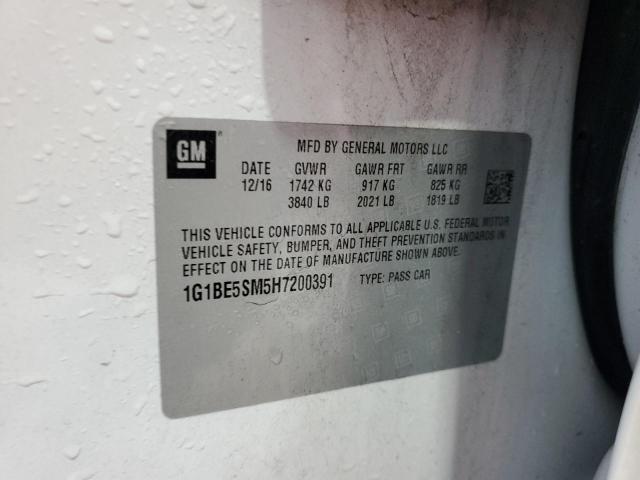 GM
MFD BY GENERAL MOTORS LLC
DATE GVWR GAWR FRT GAWR RR
12/16 1742 KG 917 KG 825 KG
3840 LB 2021 LB 1819 LB
THIS VEHICLE CONFORMS TO ALL APPLICABLE U.S. FEDERAL MOTOR
VEHICLE SAFETY, BUMPER, AND THEFT PREVENTION STANDARDS IN
EFFECT ON THE DATE OF MANUFACTURE SHOWN ABOVE.
1G1BE5SM5H7200391 TYPE: PASS CAR